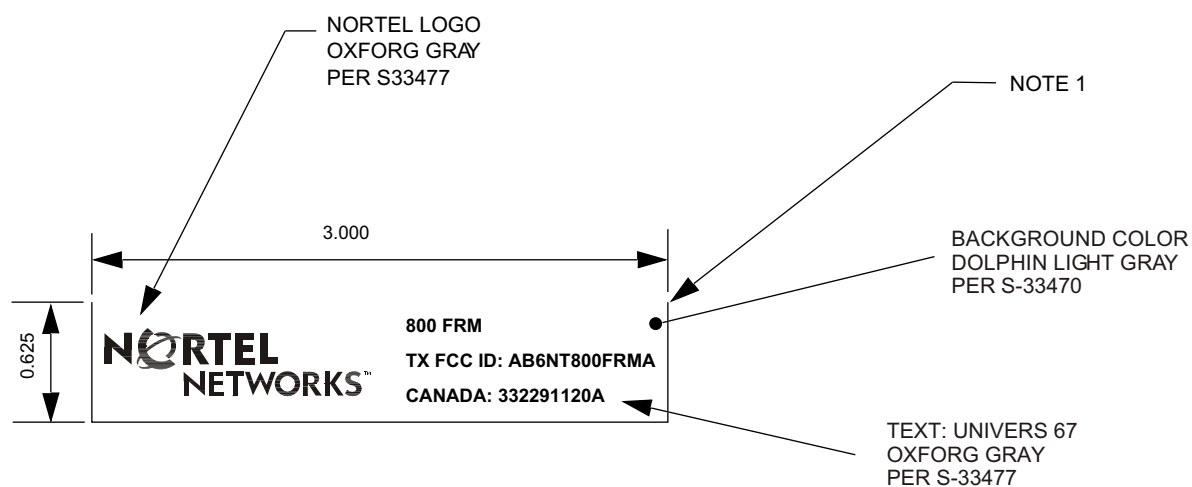 NORTEL LOGO
OXFORG GRAY
PER S33477
NOTE 1
3.000
BACKGROUND COLOR
DOLPHIN LIGHT GRAY
PER S-33470
0.625
NORTEL
NETWORKS™
800 FRM
TX FCC ID: AB6NT800FRMA
CANADA: 332291120A
TEXT: UNIVERS 67
OXFORG GRAY
PER S-33477